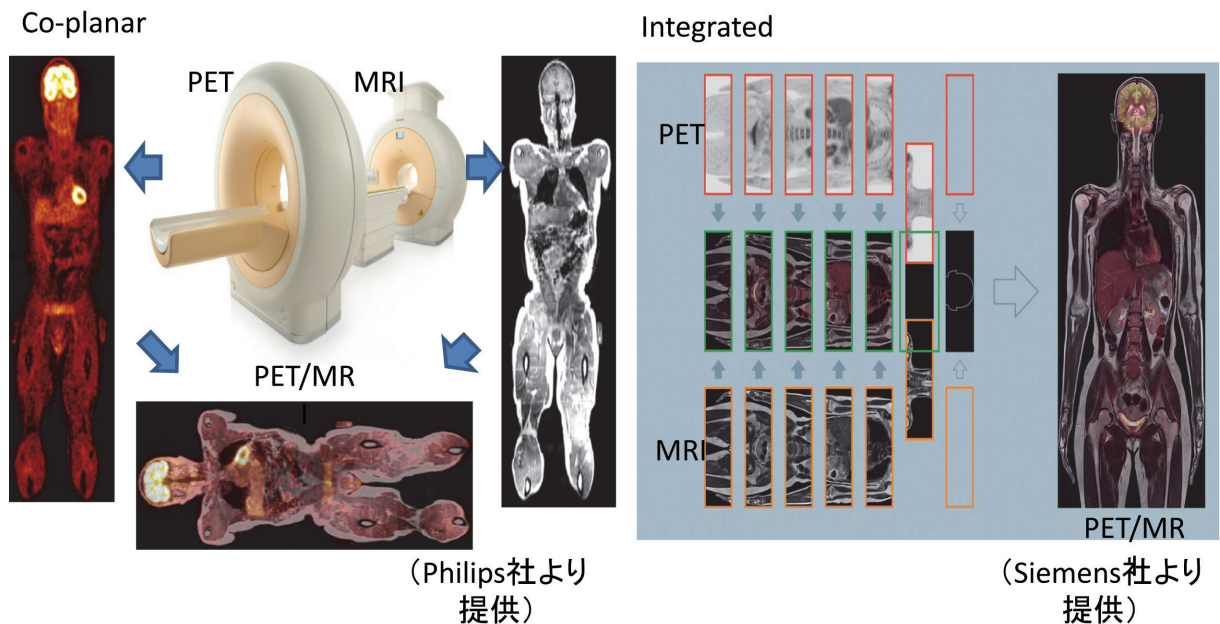 Co-planar
PET
MRI
PET/MR
（Philips社より
提供）
Integrated
PET
MRI
PET/MR
（Siemens社より
提供）